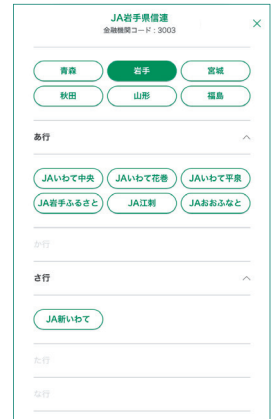 JA岩手県信連
金融機関コード：3003
青森 岩手 宮城
秋田 山形 福島
あ行
JAいわて中央 JAいわて花巻 JAいわて平泉
JA岩手ふるさと JA江刺 JAおおふなと
か行
さ行
JA新いわて
た行
な行